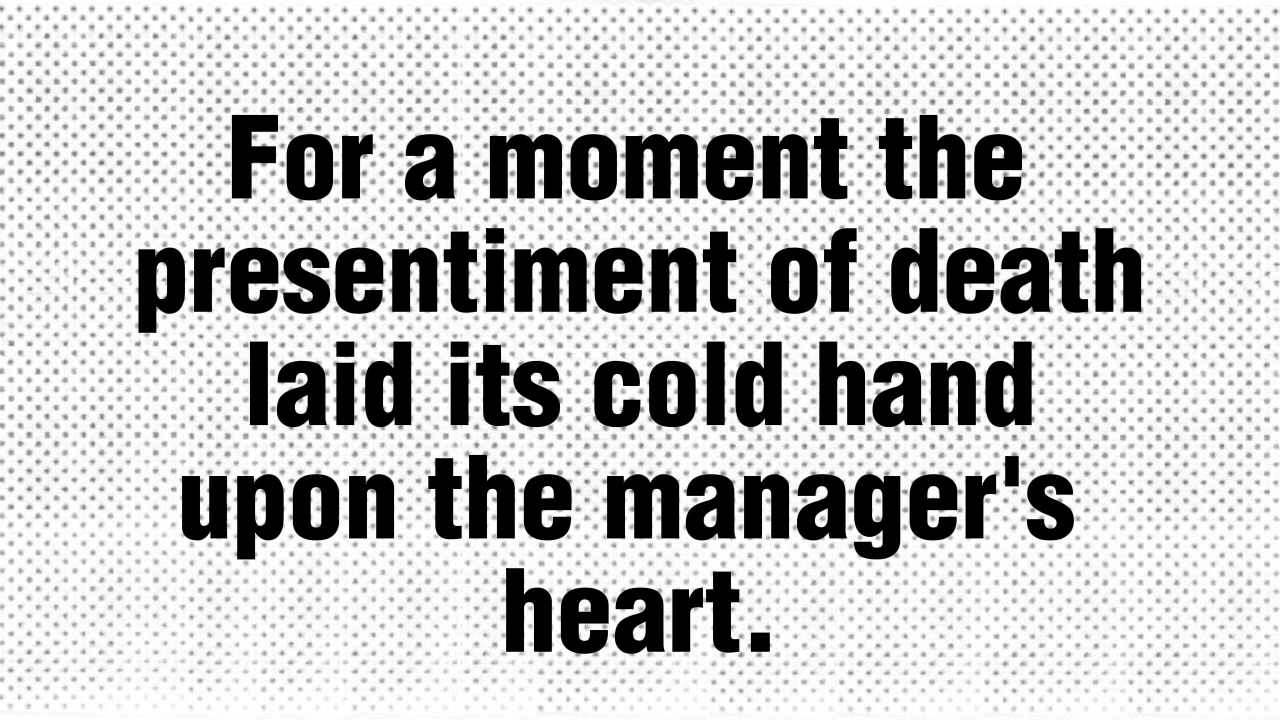 For a moment the
presentiment of death
laid its cold hand
upon the manager's
heart.